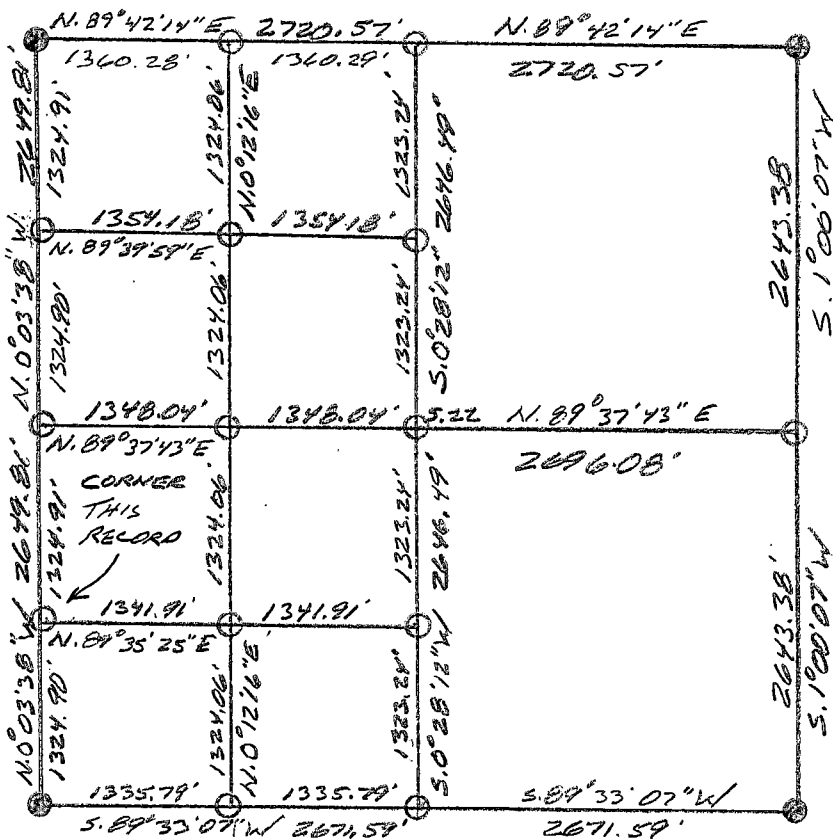 N. 89°42'14" E 2720.57' N. 89°42'14" E
1360.28' 1360.29' 2720.57'
2649.81'
1324.91'
1324.06'
N.0°12'16"E
1323.24'
2646.48'
2643.38
S. 1°00'07" W
1354.18' 1354.18'
N. 89°39'59" E
N.0°03'38" W.
1324.90'
1324.06'
1323.24'
S.0°28'12"
1348.04' 1348.04' S.22 N. 89°37'43" E
N. 89°37'43" E 2696.08'
CORNER
THIS
RECORD
2649.81'
1324.91'
1324.06'
1323.24'
2646.49'
2643.38'
S. 1°00'07" W
1341.91' 1341.91'
N. 89°35'25" E
N.0°03'38" W
1324.90'
1324.06'
N.0°12'16"E
1323.24'
S.0°28'12" W
1335.79' 1335.79' S.89°33'07" W
S. 89°33'07" W 2671.59' 2671.59'